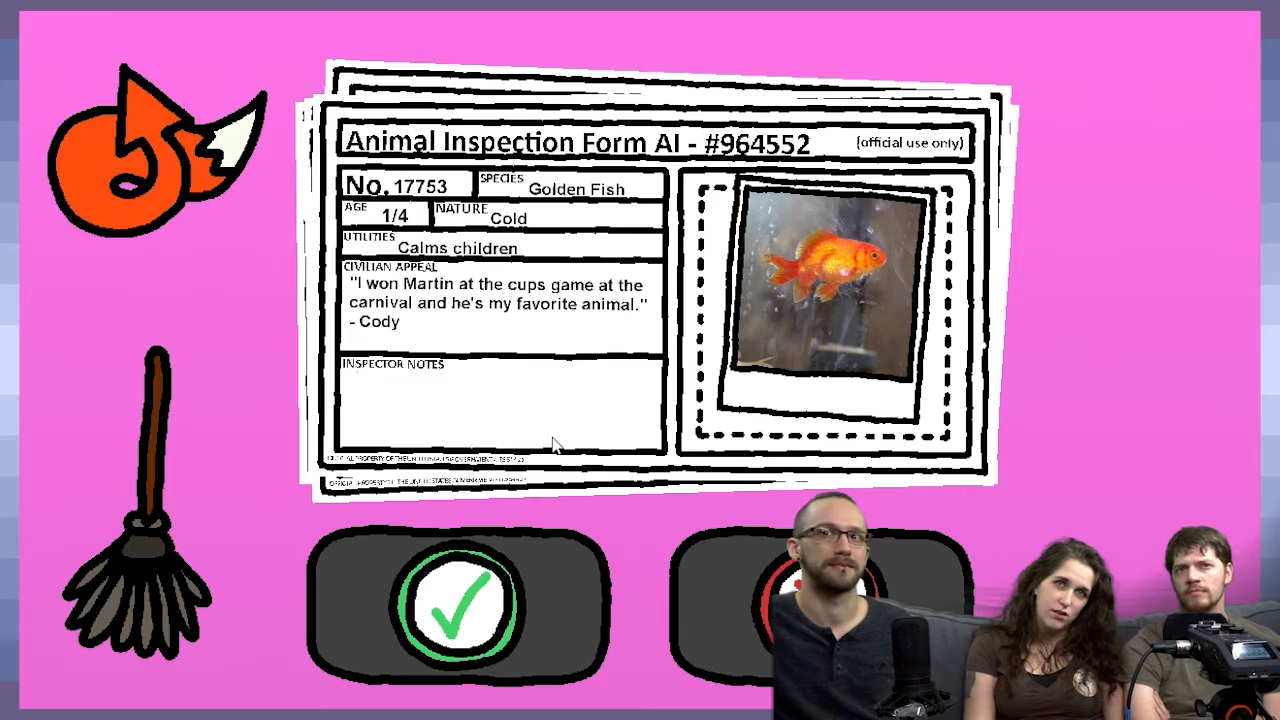 Animal Inspection Form AI - #964552 (official use only)
No. 17753 SPECIES Golden Fish
AGE 1/4 NATURE Cold
UTILITIES Calms children
CIVILIAN APPEAL
"I won Martin at the cups game at the
carnival and he's my favorite animal."
- Cody
INSPECTOR NOTES